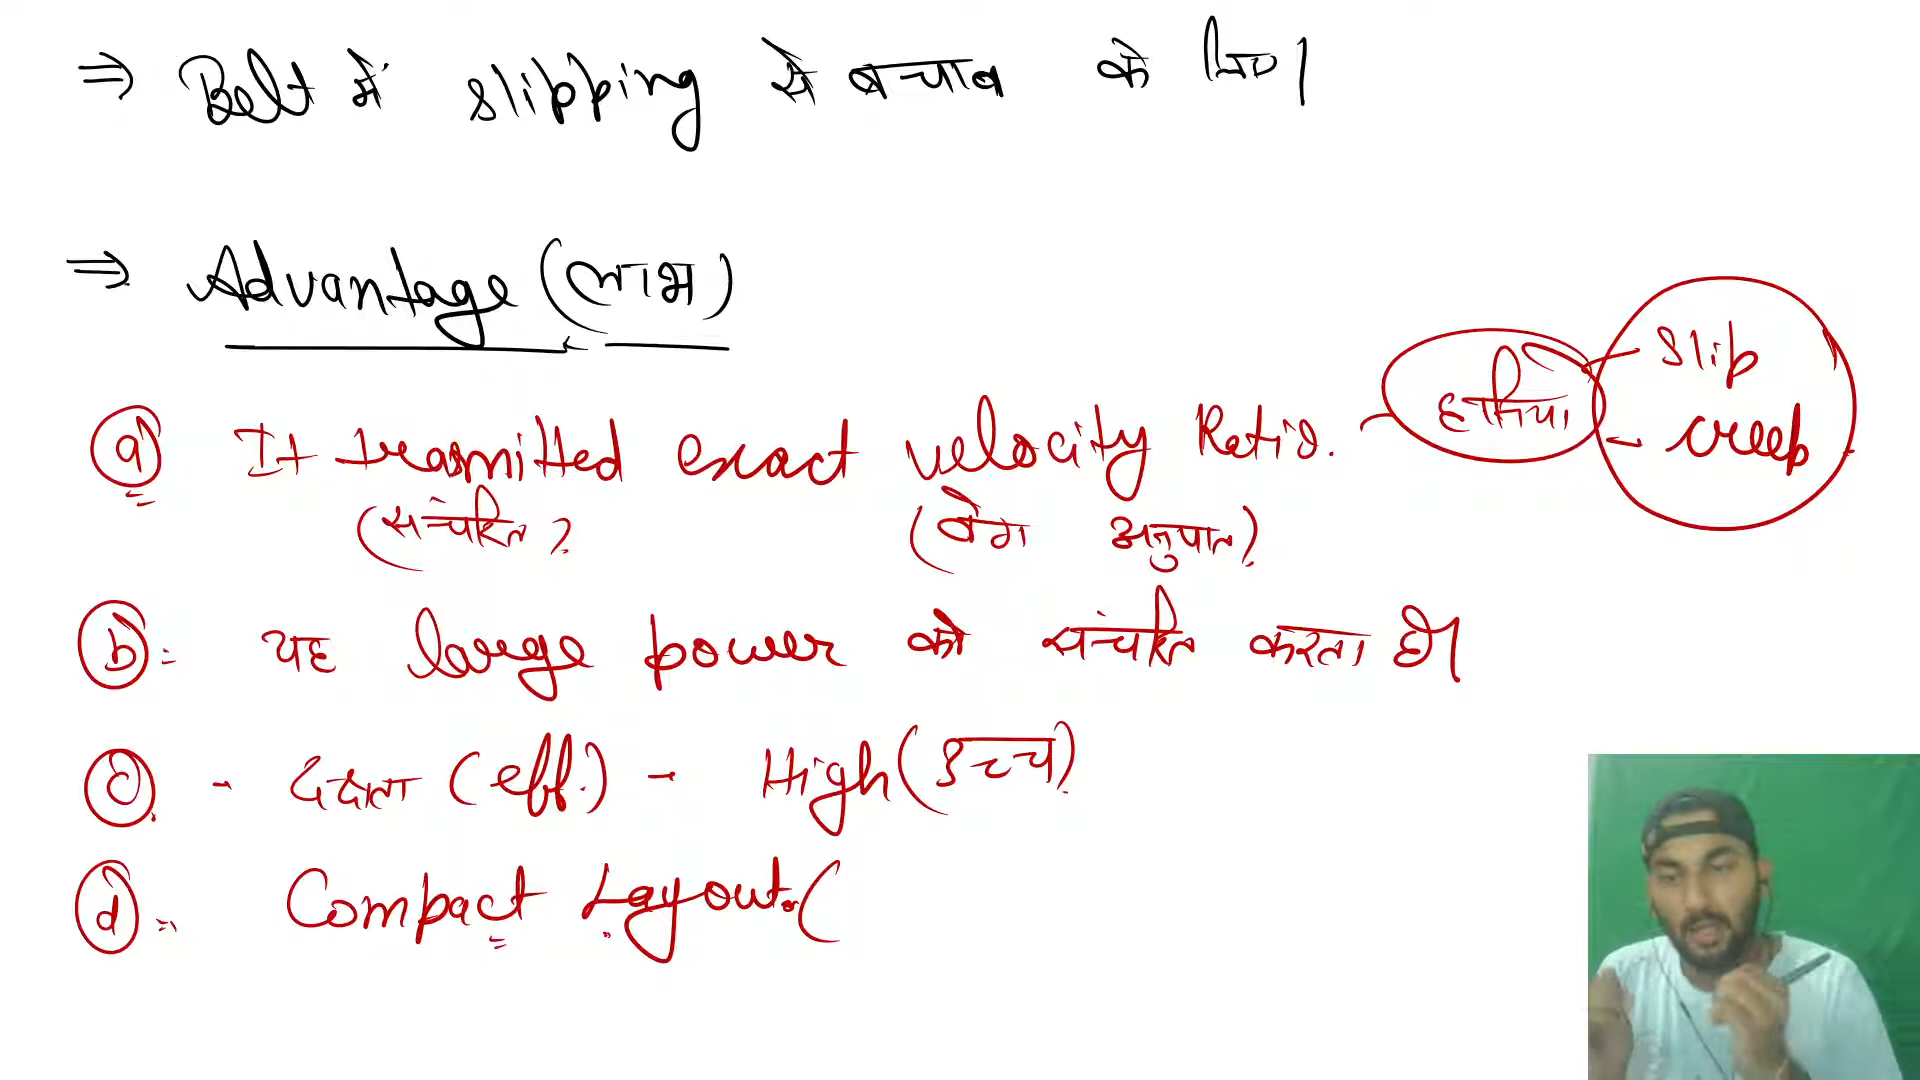 ⇒ Belt में slipping से बचाव के लिए।
⇒ Advantage (लाभ)
(a) It trasmitted exact velocity Ratio.
(संचरित)
(वेग अनुपात)
हानिया
- slip
- creep
(b) = यह large power को संचरित करता है।
(c) - दक्षता (eff.) - High (उच्च)
(d) = Compact Layout. (